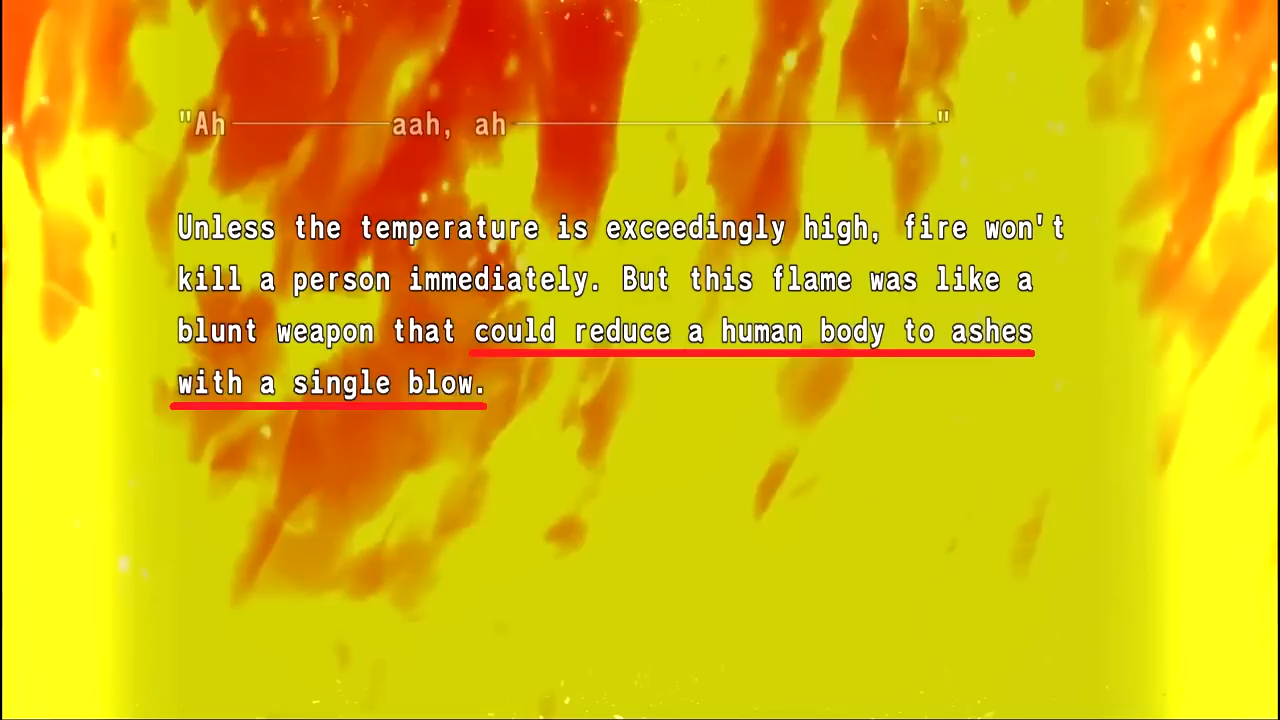 "Ah————aah, ah——————————"
Unless the temperature is exceedingly high, fire won't
kill a person immediately. But this flame was like a
blunt weapon that could reduce a human body to ashes
with a single blow.